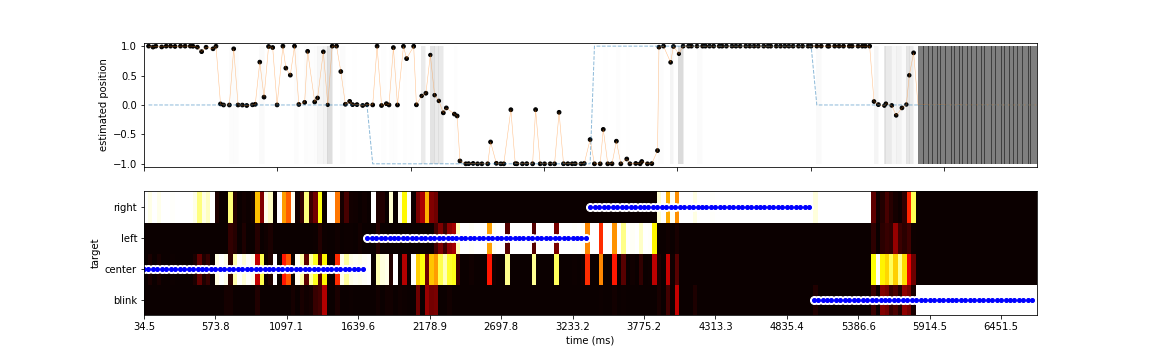 1.0
0.5
0.0
−0.5
−1.0
estimated position
right
left
center
blink
target
34.5 573.8 1097.1 1639.6 2178.9 2697.8 3233.2 3775.2 4313.3 4835.4 5386.6 5914.5 6451.5
time (ms)